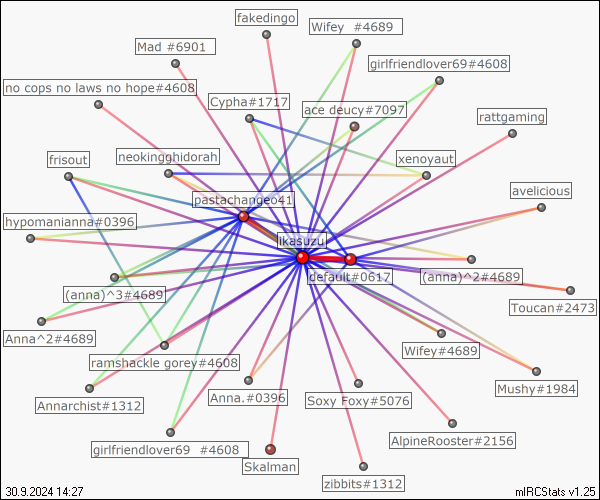 fakedingo
Wifey  #4689
Mad #6901
girlfriendlover69#4608
no cops no laws no hope#4608
Cypha#1717
ace deucy#7097
rattgaming
frisout
neokingghidorah
xenoyaut
pastachangeo41
avelicious
hypomanianna#0396
likasuzu
default#0617
(anna)^2#4689
(anna)^3#4689
Toucan#2473
Anna^2#4689
Wifey#4689
ramshackle gorey#4608
Mushy#1984
Anna.#0396
Soxy Foxy#5076
Annarchist#1312
AlpineRooster#2156
girlfriendlover69  #4608
Skalman
zibbits#1312
30.9.2024 14:27
mIRCStats v1.25